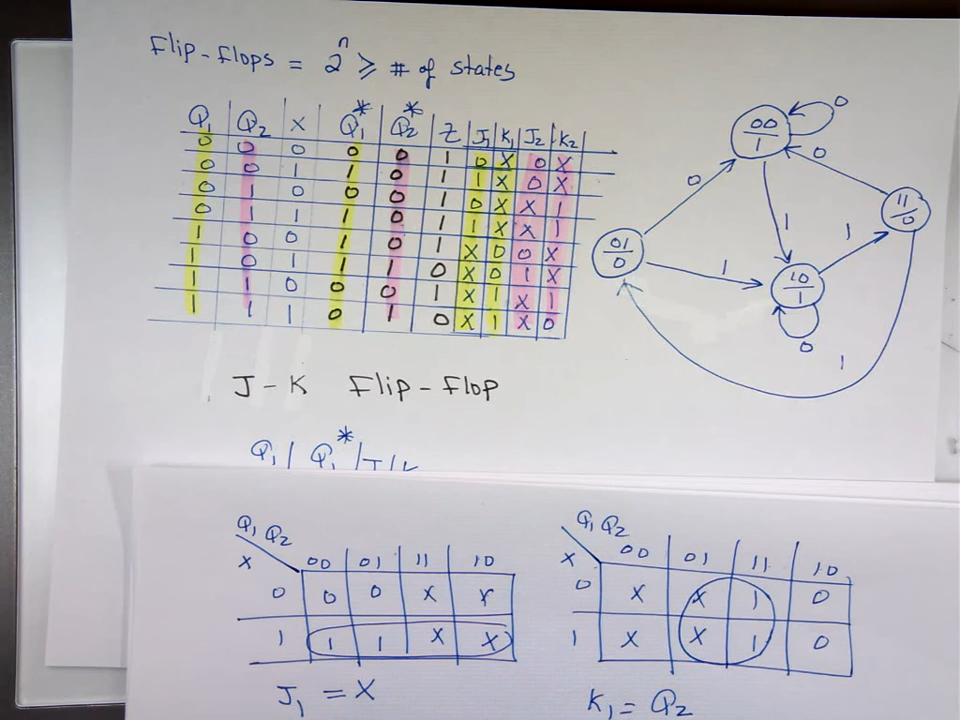 Flip-Flops = 2^n ≥ # of states
Q1 Q2 X Q1* Q2* Z J1 K1 J2 K2
0 0 0 0 0 1 0 X 0 X
0 0 1 1 0 1 1 X 0 X
0 1 0 0 0 1 0 X X 1
0 1 1 1 0 1 1 X X 1
1 0 0 1 0 1 X 0 0 X
1 0 1 1 1 0 X 0 1 X
1 1 0 0 0 1 X 1 X 1
1 1 1 0 1 0 X 1 X 0
00/1
0
0
0
11/0
1
1
01/0
1
10/1
0
1
J-K Flip-Flop
Q1 Q1*
Q1 Q2
X 00 01 11 10
0 0 0 X X
1 1 1 X X
J1 = X
Q1 Q2
X 00 01 11 10
0 X X 1 0
1 X X 1 0
K1 = Q2